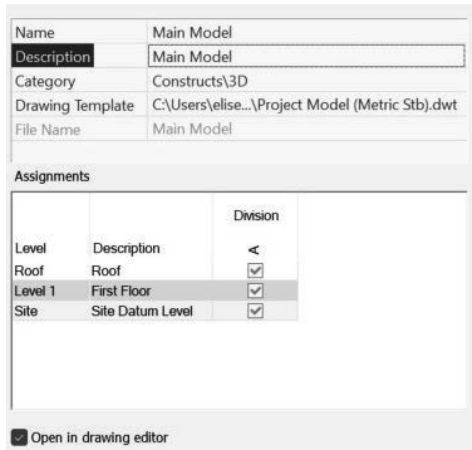 Name Main Model
Description Main Model
Category Constructs\3D
Drawing Template C:\Users\elise...\Project Model (Metric Stb).dwt
File Name Main Model
Assignments
Division
Level Description A
Roof Roof
Level 1 First Floor
Site Site Datum Level
Open in drawing editor